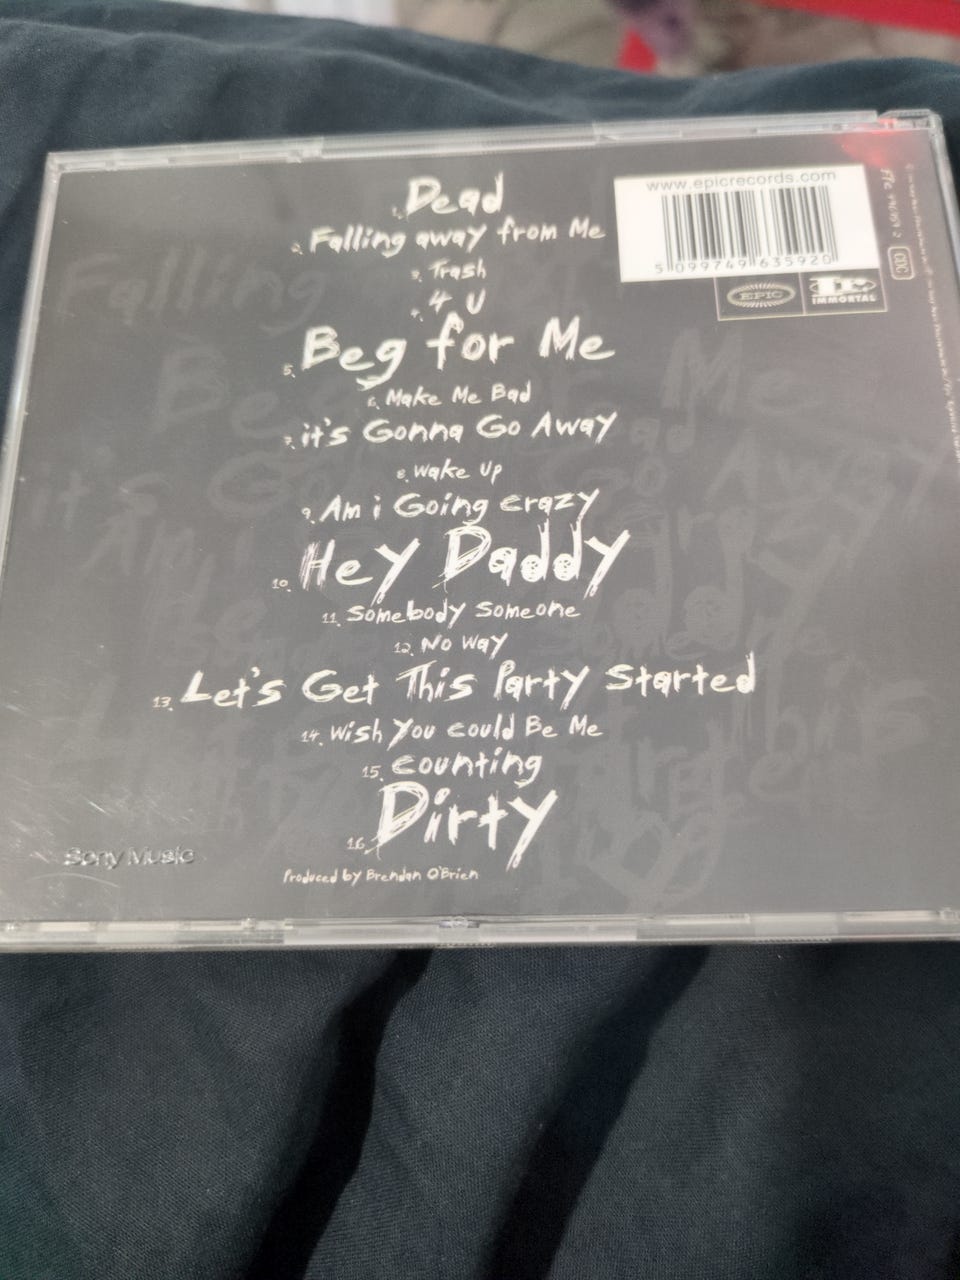 1. Dead
2. Falling away from Me
3. Trash
4. 4 U
5. Beg for Me
6. Make Me Bad
7. it's Gonna Go Away
8. Wake Up
9. Am i Going crazy
10. Hey Daddy
11. Somebody Someone
12. No Way
13. Let's Get This Party Started
14. Wish You could Be Me
15. counting
16. Dirty
Produced by Brendan O'Brien
Sony Music
www.epicrecords.com
5 099749 635920
EPIC
IMMORTAL